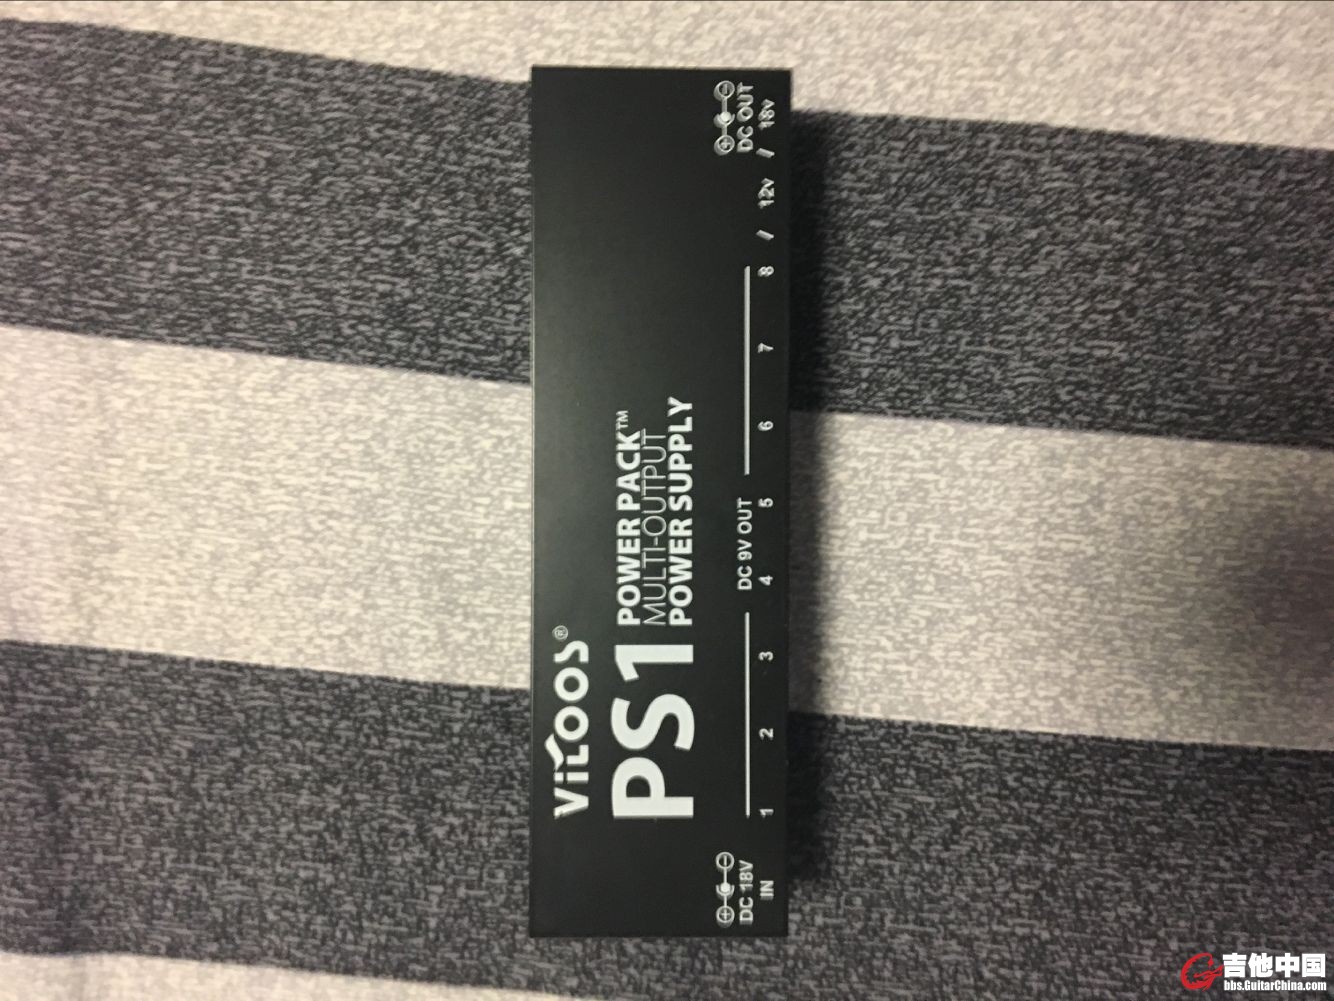 ViLOOS®
PS1
POWER PACK™
MULTI-OUTPUT
POWER SUPPLY
DC 18V
IN
DC 9V OUT
1 2 3 4 5 6 7 8 / 12v / 18v
DC OUT
吉他中国
bbs.GuitarChina.com